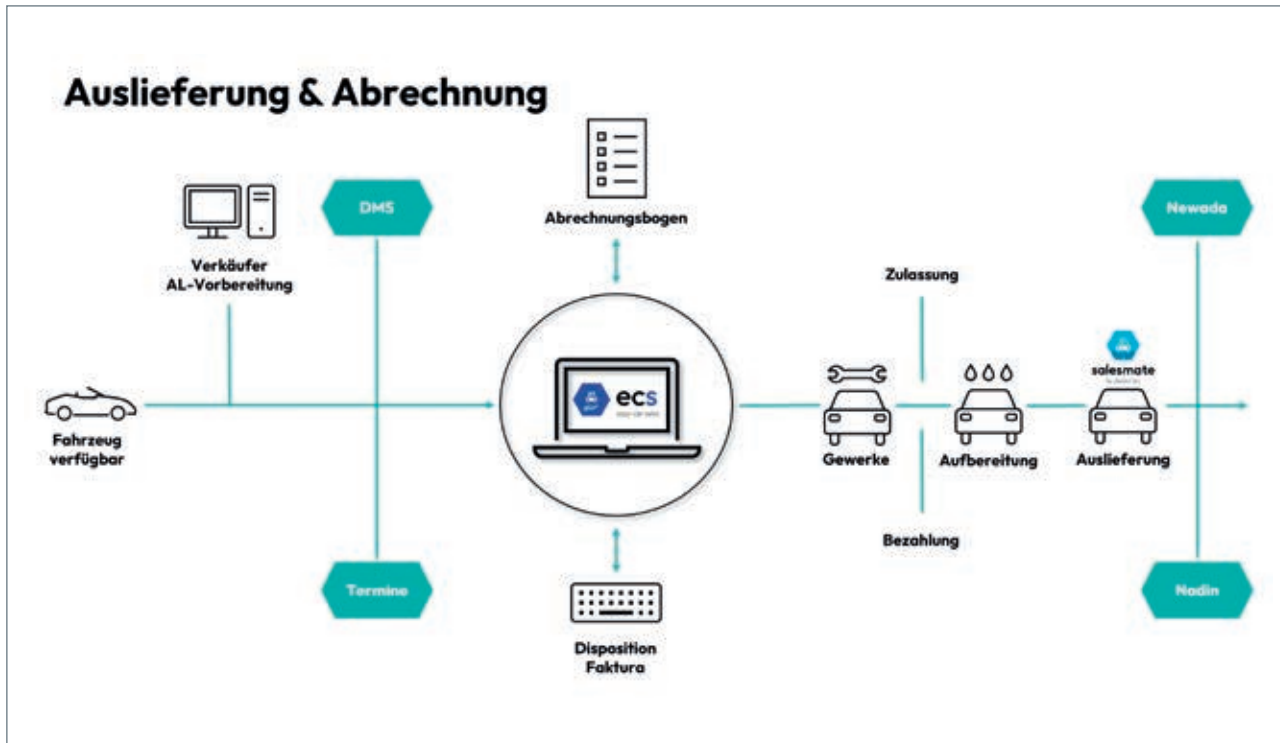 Auslieferung & Abrechnung
DMS
Newada
Abrechnungsbogen
Verkäufer
AL-Vorbereitung
Zulassung
ecs
salesmate
Fahrzeug
verfügbar
Gewerke
Aufbereitung
Auslieferung
Bezahlung
Termine
Nadin
Disposition
Faktura